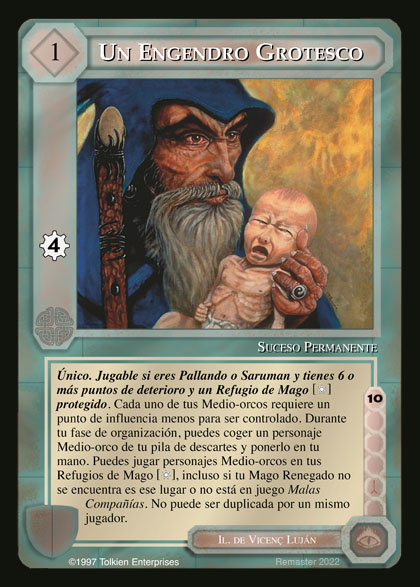 1
Un Engendro Grotesco
4
Suceso Permanente
Único. Jugable si eres Pallando o Saruman y tienes 6 o
más puntos de deterioro y un Refugio de Mago [ ]
protegido. Cada uno de tus Medio-orcos requiere un
punto de influencia menos para ser controlado. Durante
tu fase de organización, puedes coger un personaje
Medio-orco de tu pila de descartes y ponerlo en tu
mano. Puedes jugar personajes Medio-orcos en tus
Refugios de Mago [ ], incluso si tu Mago Renegado no
se encuentra es ese lugar o no está en juego Malas
Compañías. No puede ser duplicada por un mismo
jugador.
10
Il. de Vicenç Luján
©1997 Tolkien Enterprises
Remaster 2022